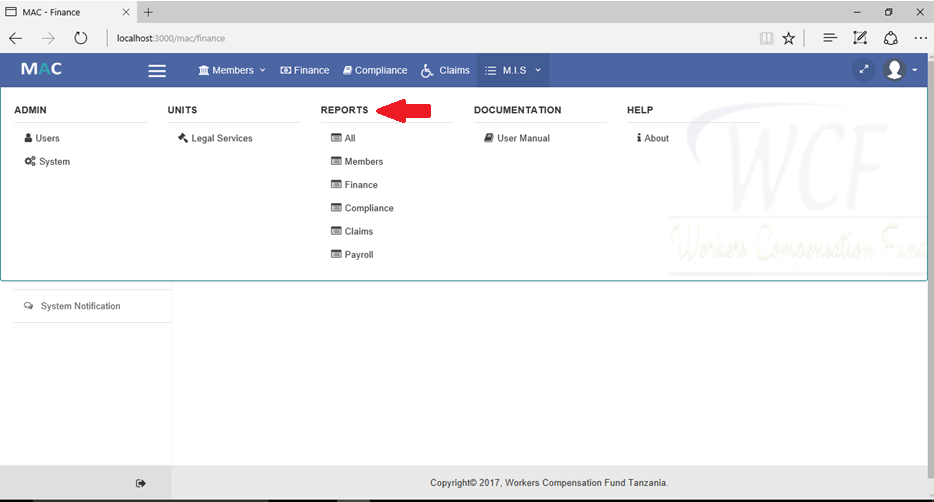 MAC - Finance
localhost:3000/mac/finance
MAC Members Finance Compliance Claims M.I.S
ADMIN UNITS REPORTS DOCUMENTATION HELP
Users Legal Services All User Manual About
System Members
Finance
Compliance
Claims
Payroll
WCF
Workers Compensation Fund
System Notification
Copyright© 2017, Workers Compensation Fund Tanzania.